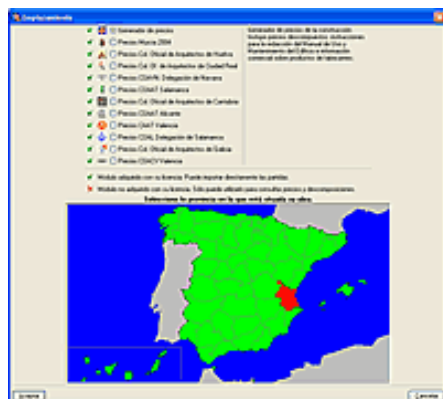 Emplazamiento
Generador de precios
Precios Murcia 2004
Precios Col. Oficial de Arquitectos de Huelva
Precios Col. Of. de Arquitectos de Ciudad Real
Precios COAVN. Delegación de Navarra
Precios COAAT Salamanca
Precios Col. Oficial de Arquitectos de Cantabria
Precios COAAT Alicante
Precios CAAT Valencia
Precios COAL Delegación de Salamanca
Precios Col. Oficial de Arquitectos de Galicia
Precios COACV Valencia
Generador de precios de la construcción.
Incluye precios descompuestos, instrucciones
para la redacción del Manual de Uso y
Mantenimiento del Edificio e información
comercial sobre productos de fabricantes.
Módulo adquirido con su licencia. Puede importar directamente las partidas.
Módulo no adquirido con su licencia. Sólo puede utilizarlo para consultar precios y descomposiciones.
Seleccione la provincia en la que está situada su obra.
Aceptar
Cancelar